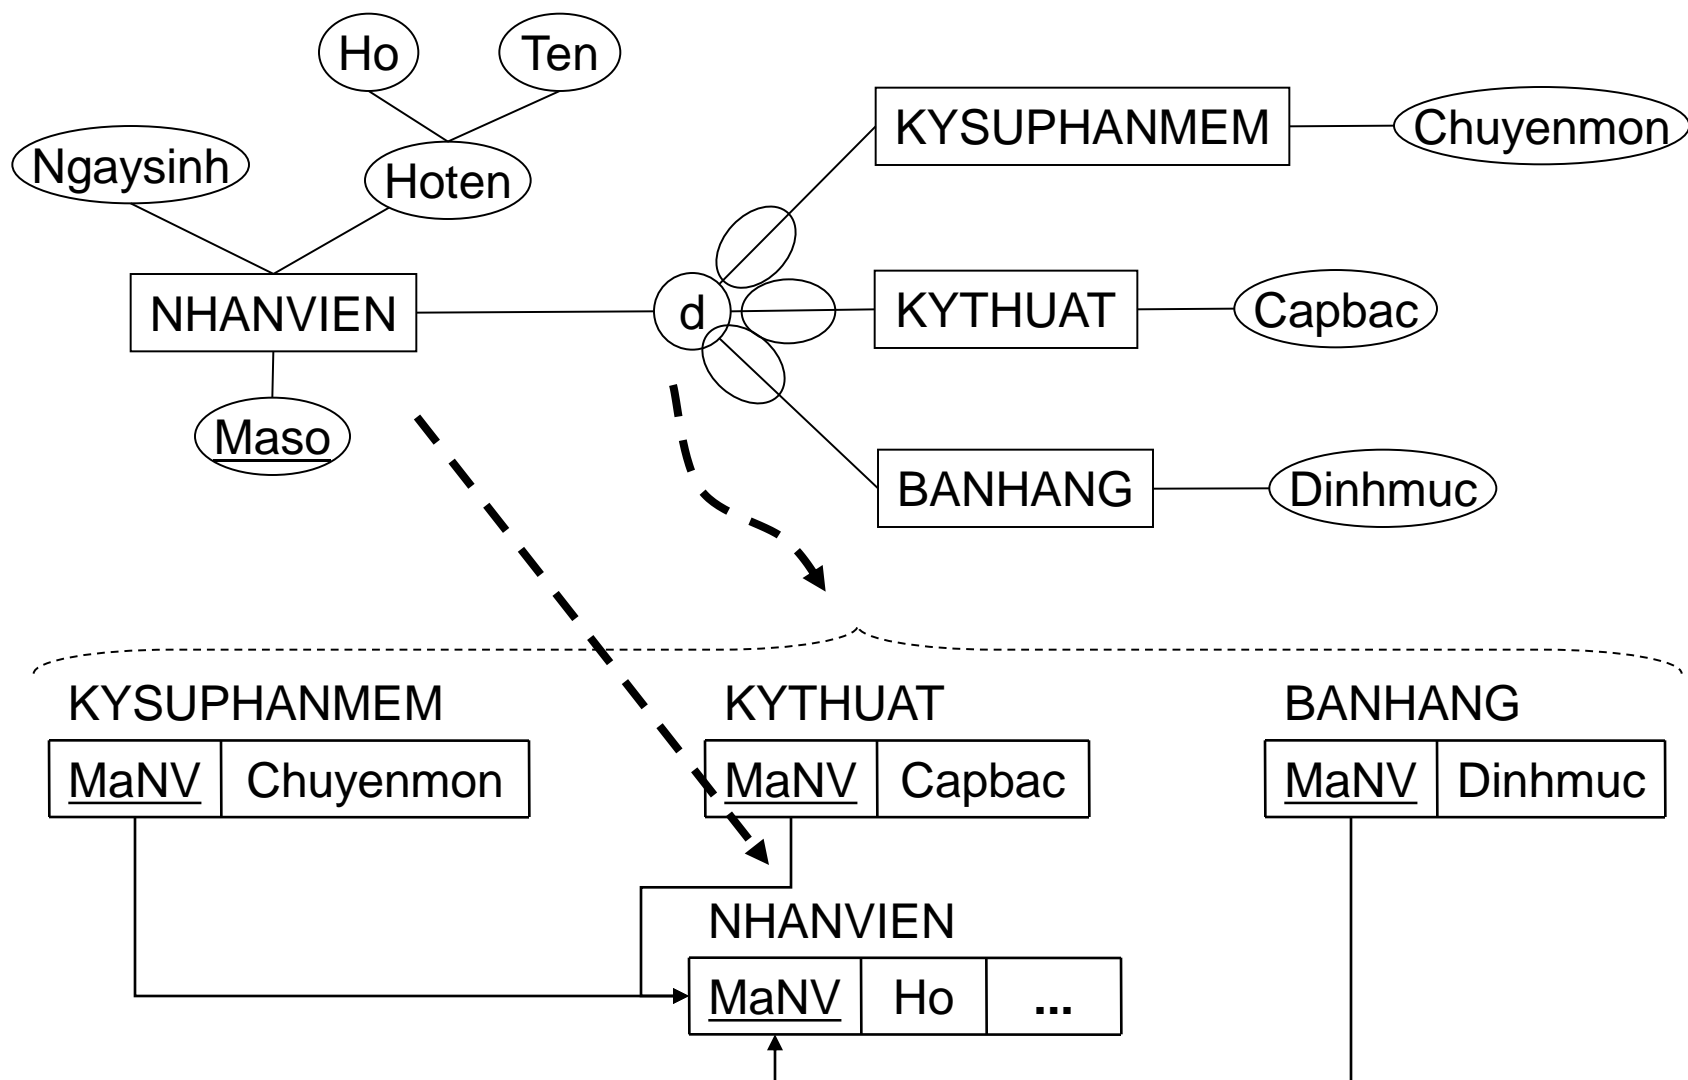 Ho
Ten
KYSUPHANMEM
Chuyenmon
Ngaysinh
Hoten
NHANVIEN
d
KYTHUAT
Capbac
Maso
BANHANG
Dinhmuc
KYSUPHANMEM
KYTHUAT
BANHANG
MaNV Chuyenmon
MaNV Capbac
MaNV Dinhmuc
NHANVIEN
MaNV Ho ...